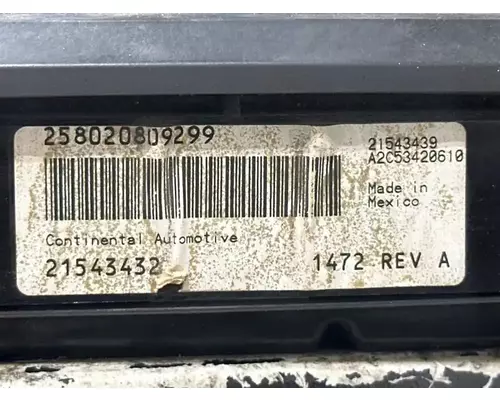 258020809299
21543439
A2C53420610
Made in
Mexico
Continental Automotive
21543432
1472 REV A